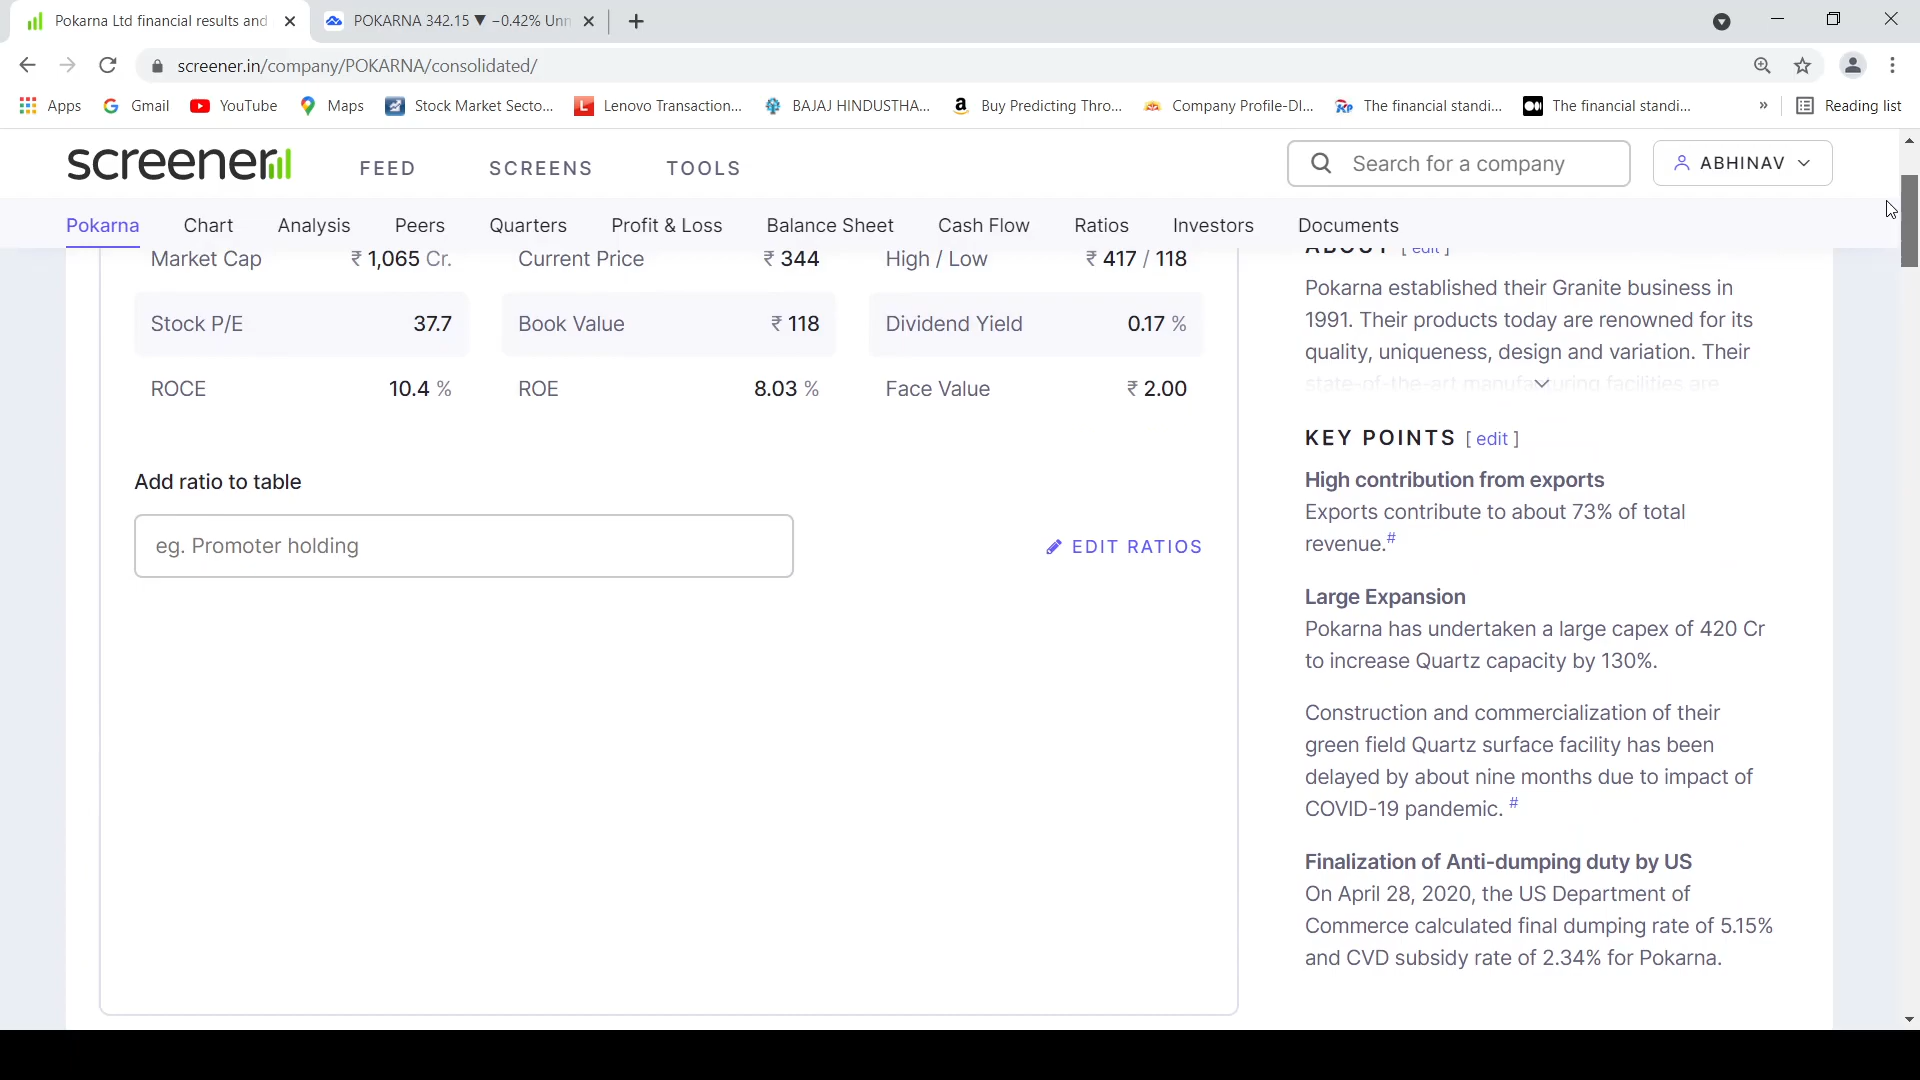 Pokarna Ltd financial results and
POKARNA 342.15 ▼ −0.42% Unn
screener.in/company/POKARNA/consolidated/
Apps
Gmail
YouTube
Maps
Stock Market Secto...
Lenovo Transaction...
BAJAJ HINDUSTHA...
Buy Predicting Thro...
Company Profile-DI...
The financial standi...
The financial standi...
»
Reading list
screener
FEED
SCREENS
TOOLS
Search for a company
ABHINAV
Pokarna
Chart
Analysis
Peers
Quarters
Profit & Loss
Balance Sheet
Cash Flow
Ratios
Investors
Documents
Market Cap ₹ 1,065 Cr.
Current Price ₹ 344
High / Low ₹ 417 / 118
Stock P/E 37.7
Book Value ₹ 118
Dividend Yield 0.17 %
ROCE 10.4 %
ROE 8.03 %
Face Value ₹ 2.00
Add ratio to table
eg. Promoter holding
EDIT RATIOS
ABOUT [ edit ]
Pokarna established their Granite business in
1991. Their products today are renowned for its
quality, uniqueness, design and variation. Their
state-of-the-art manufacturing facilities are
KEY POINTS [ edit ]
High contribution from exports
Exports contribute to about 73% of total
revenue.#
Large Expansion
Pokarna has undertaken a large capex of 420 Cr
to increase Quartz capacity by 130%.
Construction and commercialization of their
green field Quartz surface facility has been
delayed by about nine months due to impact of
COVID-19 pandemic. #
Finalization of Anti-dumping duty by US
On April 28, 2020, the US Department of
Commerce calculated final dumping rate of 5.15%
and CVD subsidy rate of 2.34% for Pokarna.